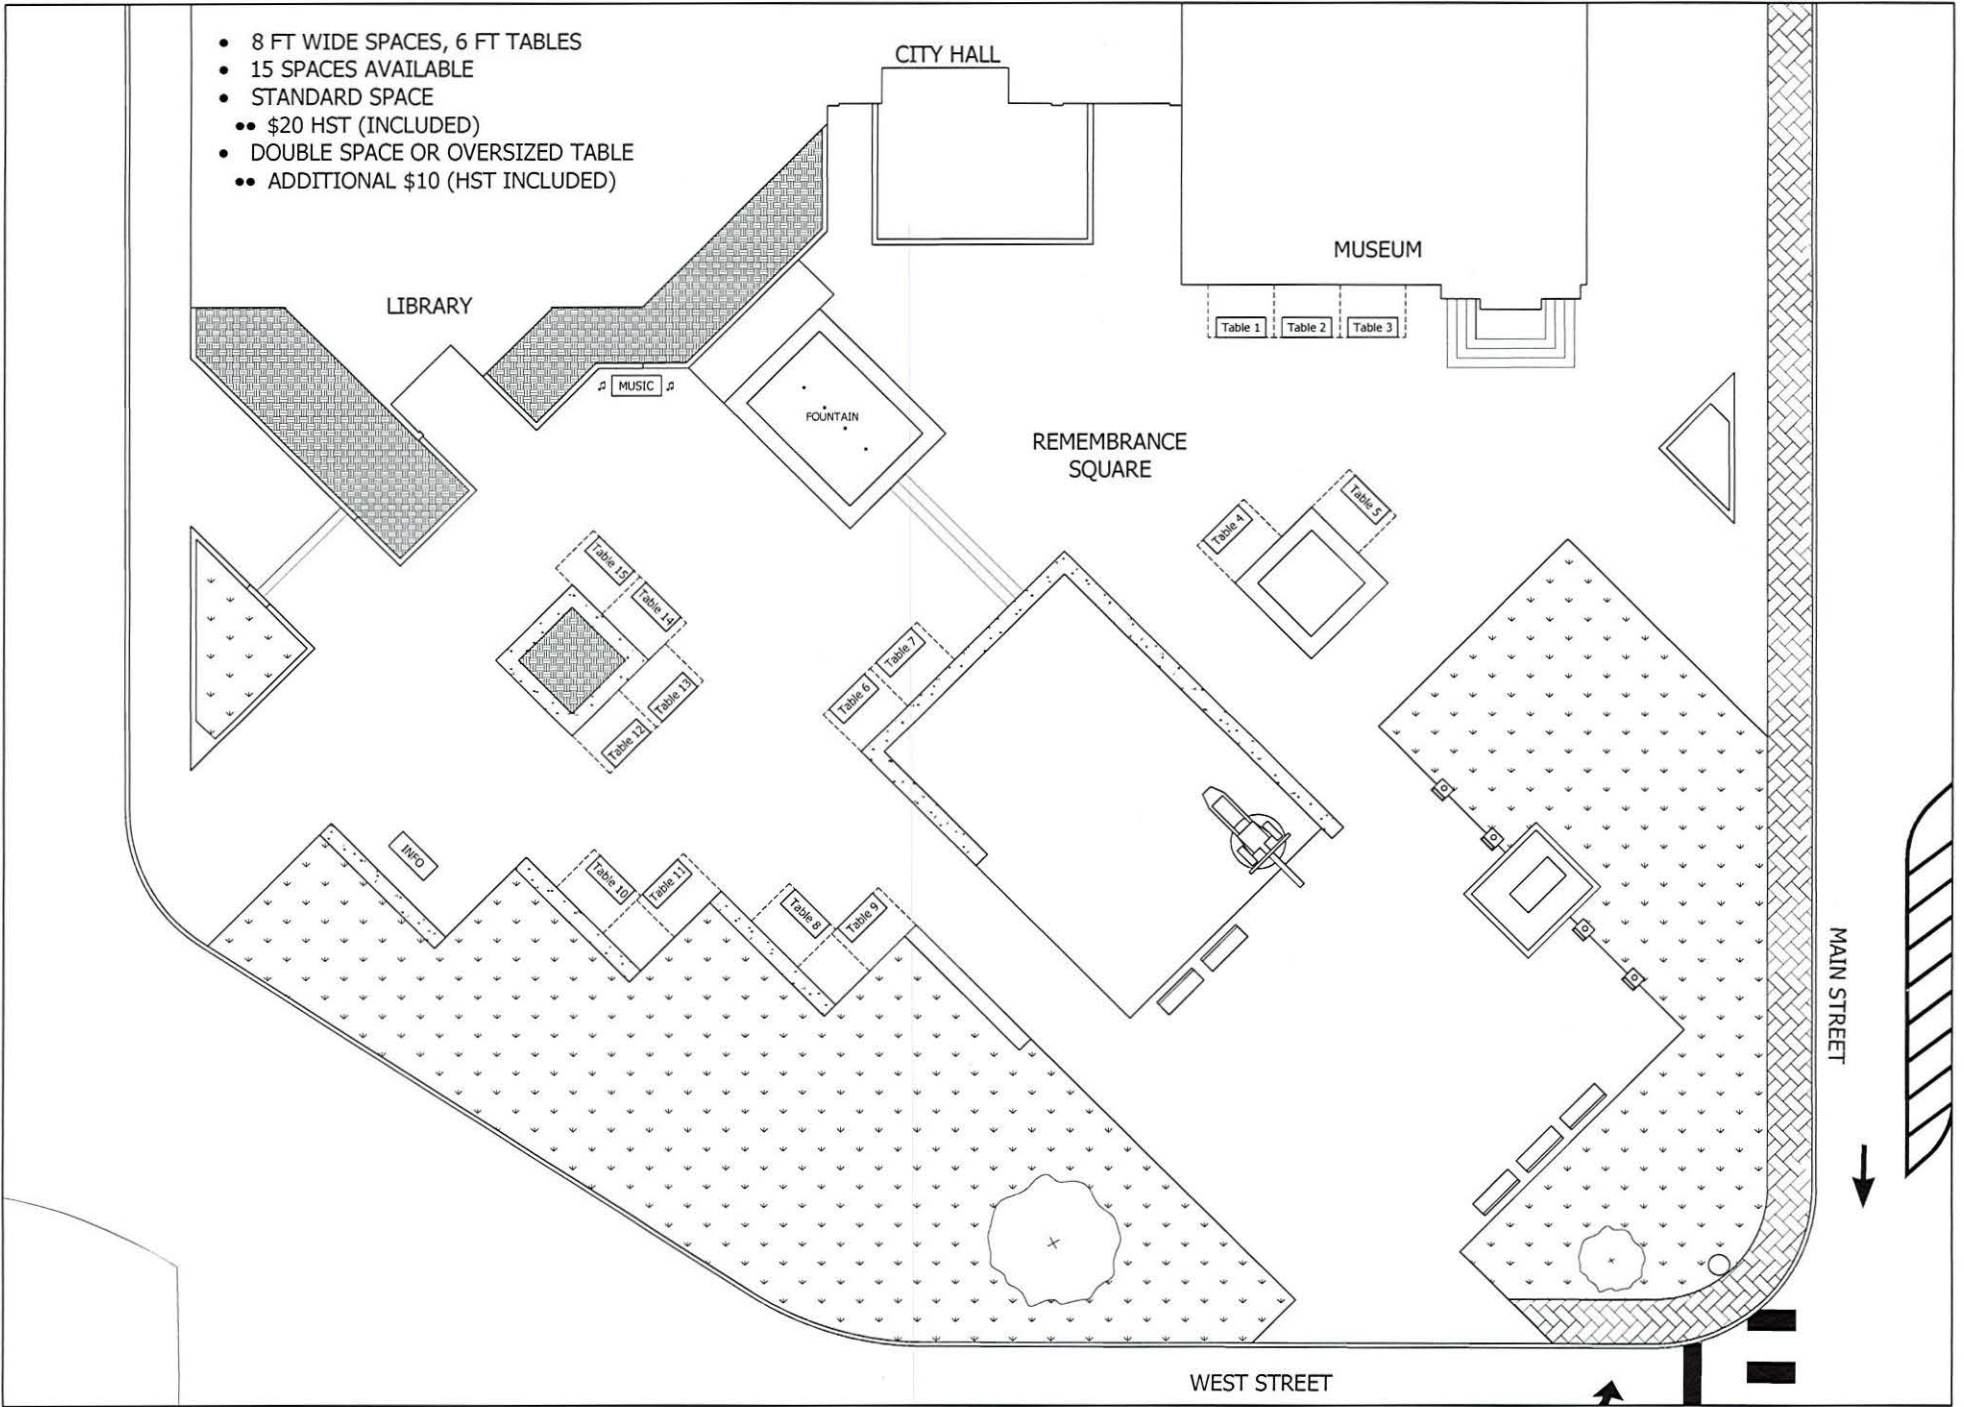 • 8 FT WIDE SPACES, 6 FT TABLES
• 15 SPACES AVAILABLE
• STANDARD SPACE
•• $20 HST (INCLUDED)
• DOUBLE SPACE OR OVERSIZED TABLE
•• ADDITIONAL $10 (HST INCLUDED)
CITY HALL
MUSEUM
LIBRARY
Table 1
Table 2
Table 3
♫ MUSIC ♫
FOUNTAIN
REMEMBRANCE
SQUARE
Table 4
Table 5
Table 15
Table 14
Table 13
Table 12
Table 7
Table 6
INFO
Table 10
Table 11
Table 8
Table 9
MAIN STREET
WEST STREET